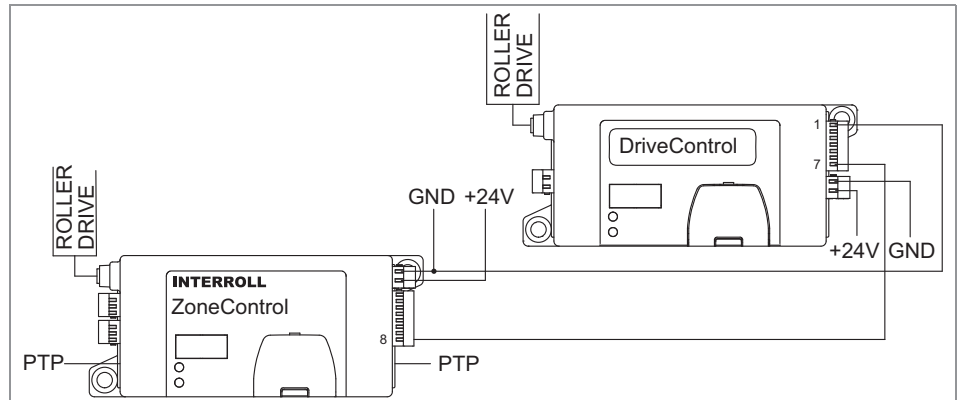 ROLLER
DRIVE
1
DriveControl
7
ROLLER
DRIVE
GND +24V
+24V GND
INTERROLL
ZoneControl
8
PTP
PTP